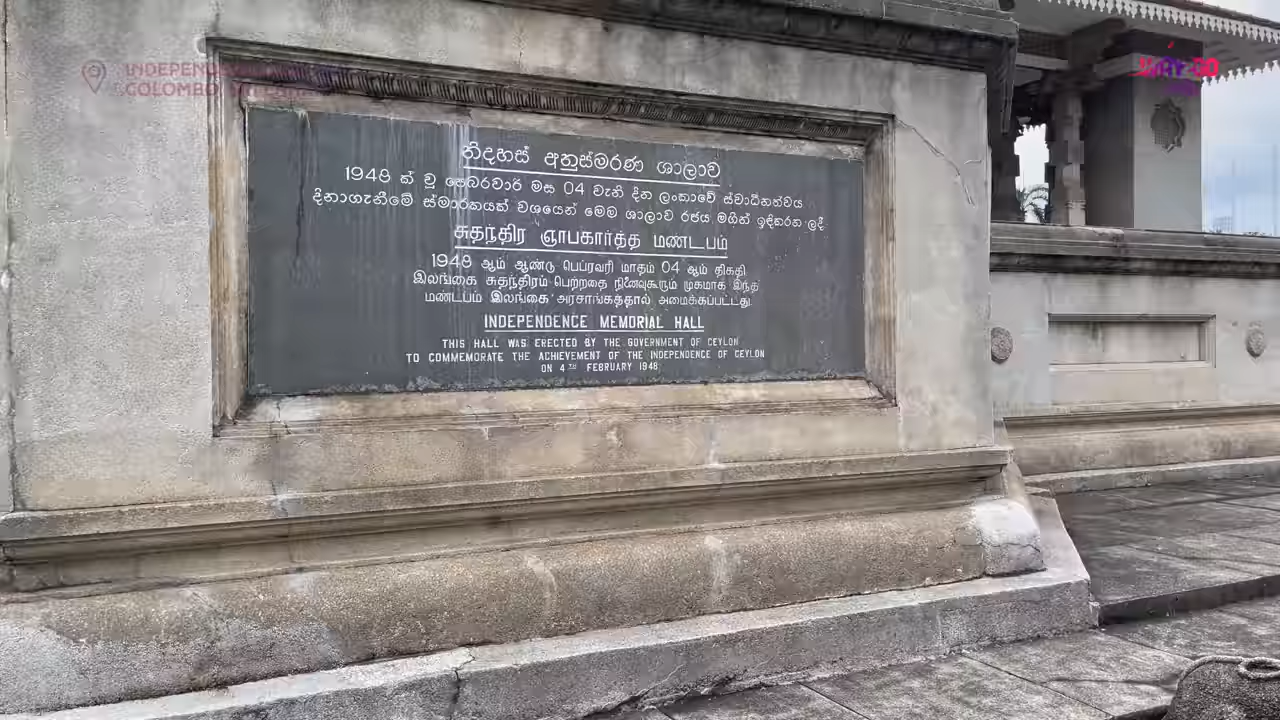 INDEPENDENCE
COLOMBO,
නිදහස් අනුස්මරණ ශාලාව
1948 ක් වූ පෙබරවාරි මස 04 වැනි දින ලංකාවේ ස්වාධීනත්වය
දිනාගැනීමේ ස්මාරකයක් වශයෙන් මෙම ශාලාව රජය මගින් ඉදිකරන ලදී
சுதந்திர ஞாபகார்த்த மண்டபம்
1948 ஆம் ஆண்டு பெப்ரவரி மாதம் 04 ஆம் திகதி
இலங்கை சுதந்திரம் பெற்றதை நினைவுகூரும் முகமாக இந்த
மண்டபம் இலங்கை அரசாங்கத்தால் அமைக்கப்பட்டது.
INDEPENDENCE MEMORIAL HALL
THIS HALL WAS ERECTED BY THE GOVERNMENT OF CEYLON
TO COMMEMORATE THE ACHIEVEMENT OF THE INDEPENDENCE OF CEYLON
ON 4TH FEBRUARY 1948